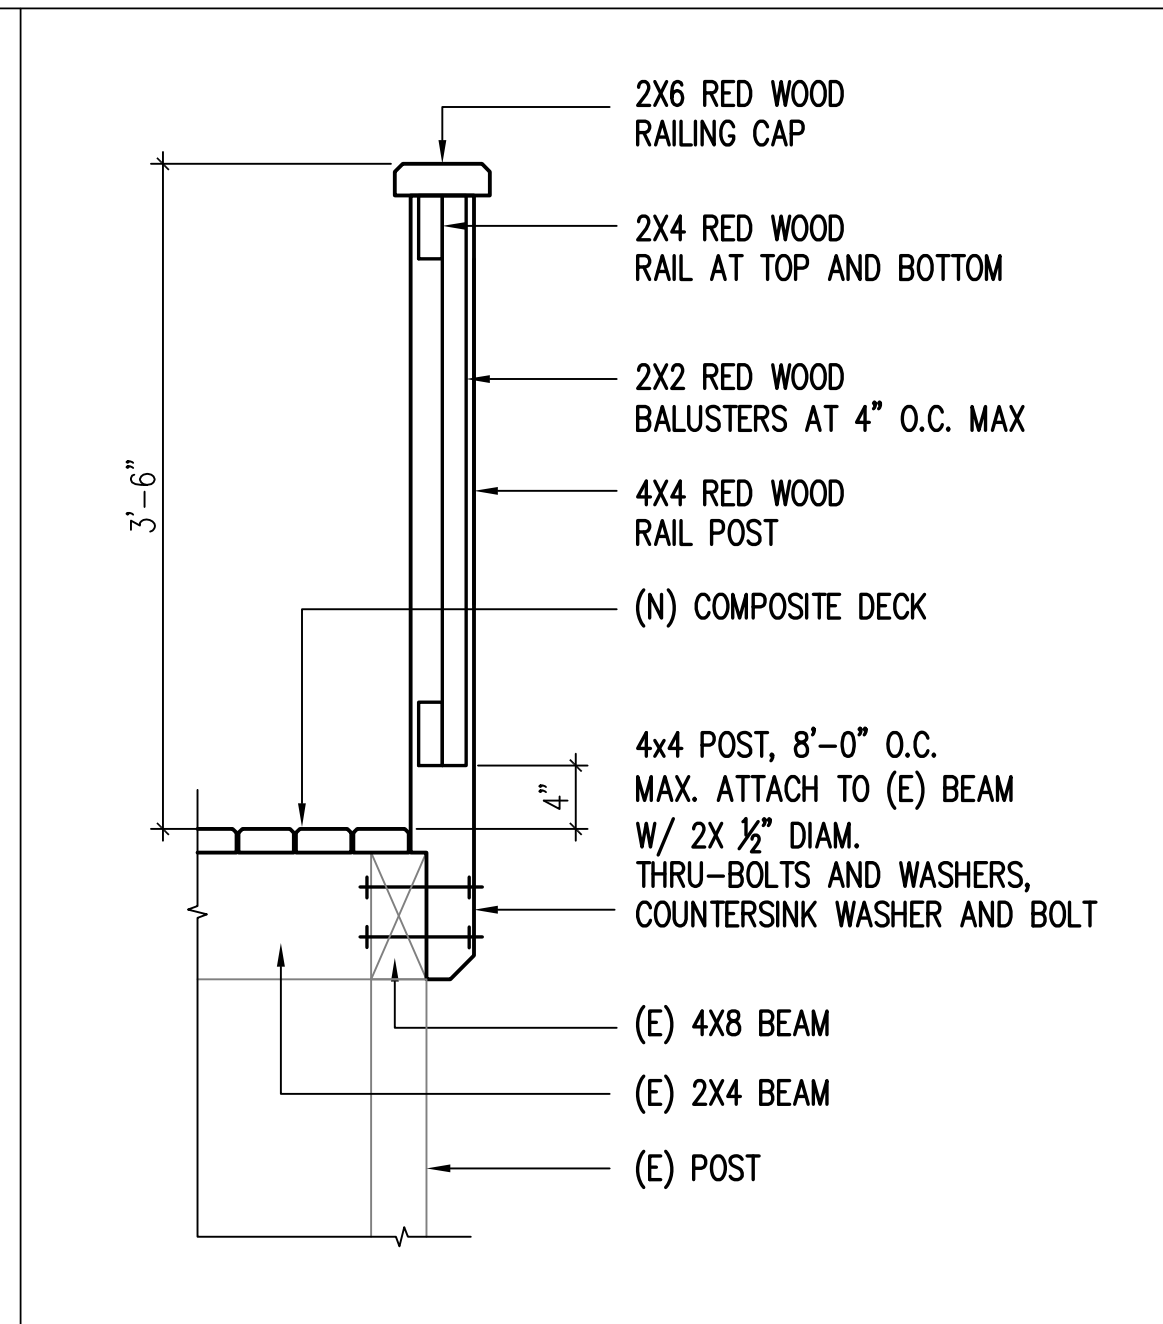 2X6 RED WOOD
RAILING CAP
2X4 RED WOOD
RAIL AT TOP AND BOTTOM
2X2 RED WOOD
BALUSTERS AT 4” O.C. MAX
3’-6”
4X4 RED WOOD
RAIL POST
(N) COMPOSITE DECK
4x4 POST, 8’-0” O.C.
MAX. ATTACH TO (E) BEAM
W/ 2X ½” DIAM.
THRU-BOLTS AND WASHERS,
COUNTERSINK WASHER AND BOLT
4”
(E) 4X8 BEAM
(E) 2X4 BEAM
(E) POST